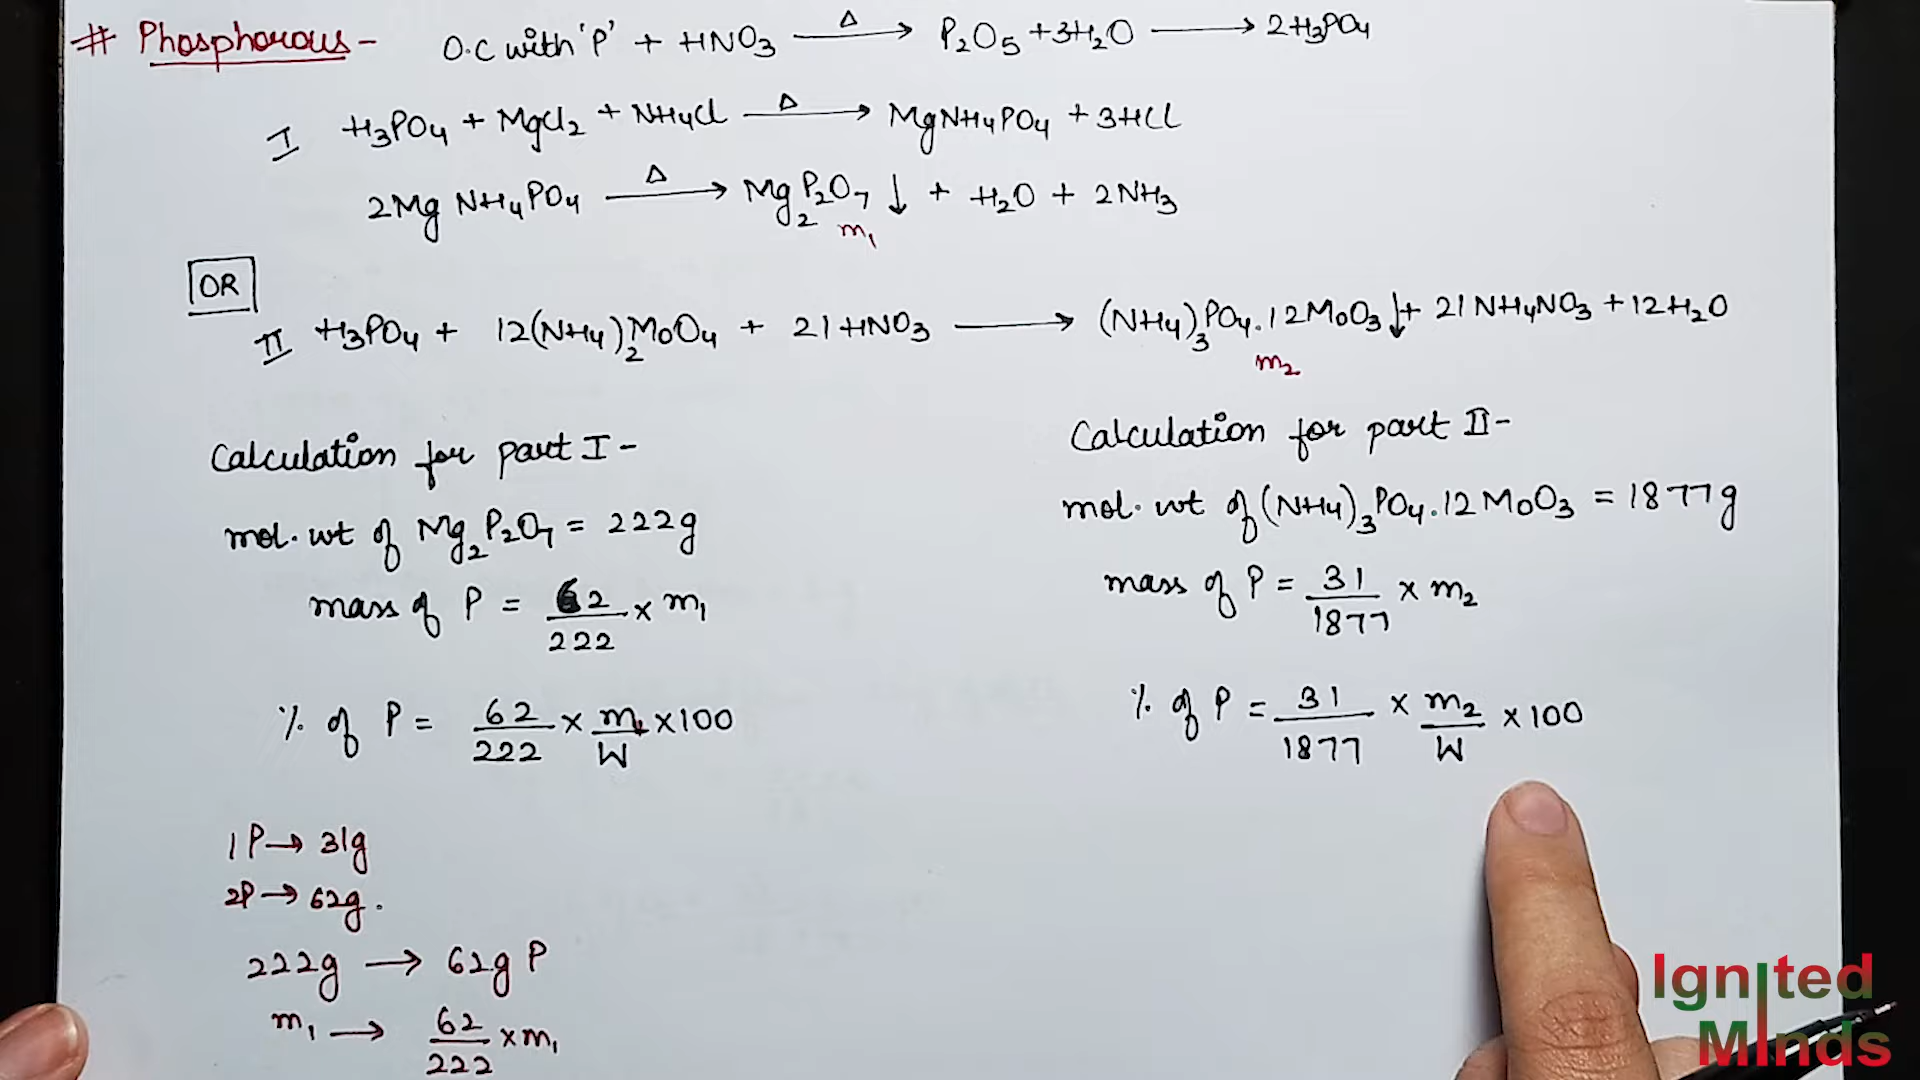 # Phosphorous - O.C with 'P' + HNO3 —Δ→ P2O5 + 3H2O → 2H3PO4
I H3PO4 + MgCl2 + NH4Cl —Δ→ MgNH4PO4 + 3HCl
2Mg NH4PO4 —Δ→ Mg2P2O7 ↓ + H2O + 2NH3
m1
OR
II H3PO4 + 12(NH4)2MoO4 + 21HNO3 → (NH4)3PO4.12MoO3↓ + 21NH4NO3 + 12H2O
m2
Calculation for part I -
mol. wt of Mg2P2O7 = 222g
mass of P = 62/222 x m1
% of P = 62/222 x m1/W x 100
1P → 31g
2P → 62g.
222g → 62g P
m1 → 62/222 x m1
Calculation for part II -
mol. wt of (NH4)3PO4.12MoO3 = 1877g
mass of P = 31/1877 x m2
% of P = 31/1877 x m2/W x 100
Ignited
Minds